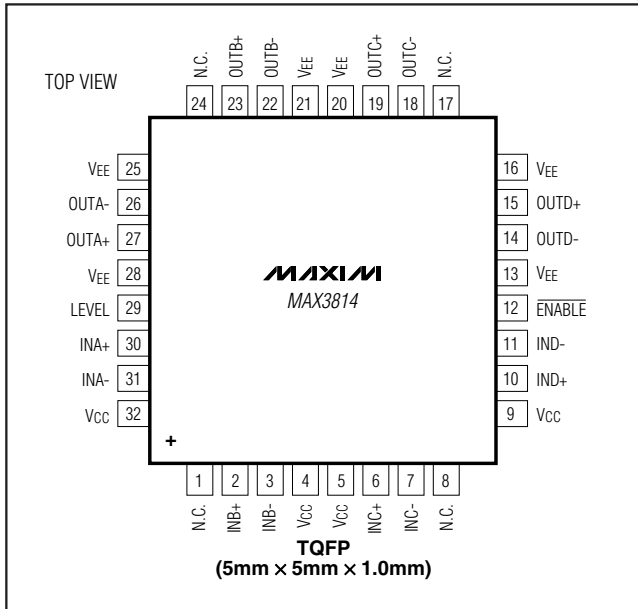 TOP VIEW
N.C. OUTB+ OUTB- VEE VEE OUTC+ OUTC- N.C.
24 23 22 21 20 19 18 17
VEE 25
OUTA- 26
OUTA+ 27
VEE 28
LEVEL 29
INA+ 30
INA- 31
VCC 32
MAXIM
MAX3814
16 VEE
15 OUTD+
14 OUTD-
13 VEE
12 ENABLE
11 IND-
10 IND+
9 VCC
+
1 2 3 4 5 6 7 8
N.C. INB+ INB- VCC VCC INC+ INC- N.C.
TQFP
(5mm × 5mm × 1.0mm)